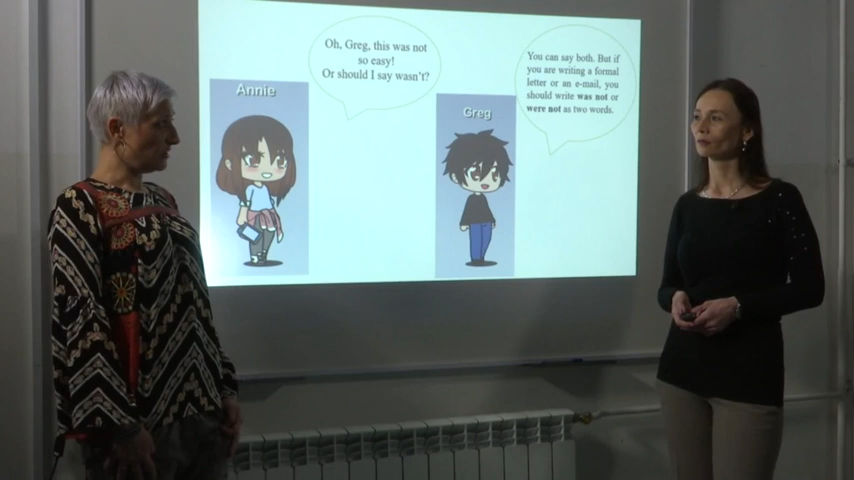 Annie
Oh, Greg, this was not
so easy!
Or should I say wasn't?
Greg
You can say both. But if
you are writing a formal
letter or an e-mail, you
should write was not or
were not as two words.